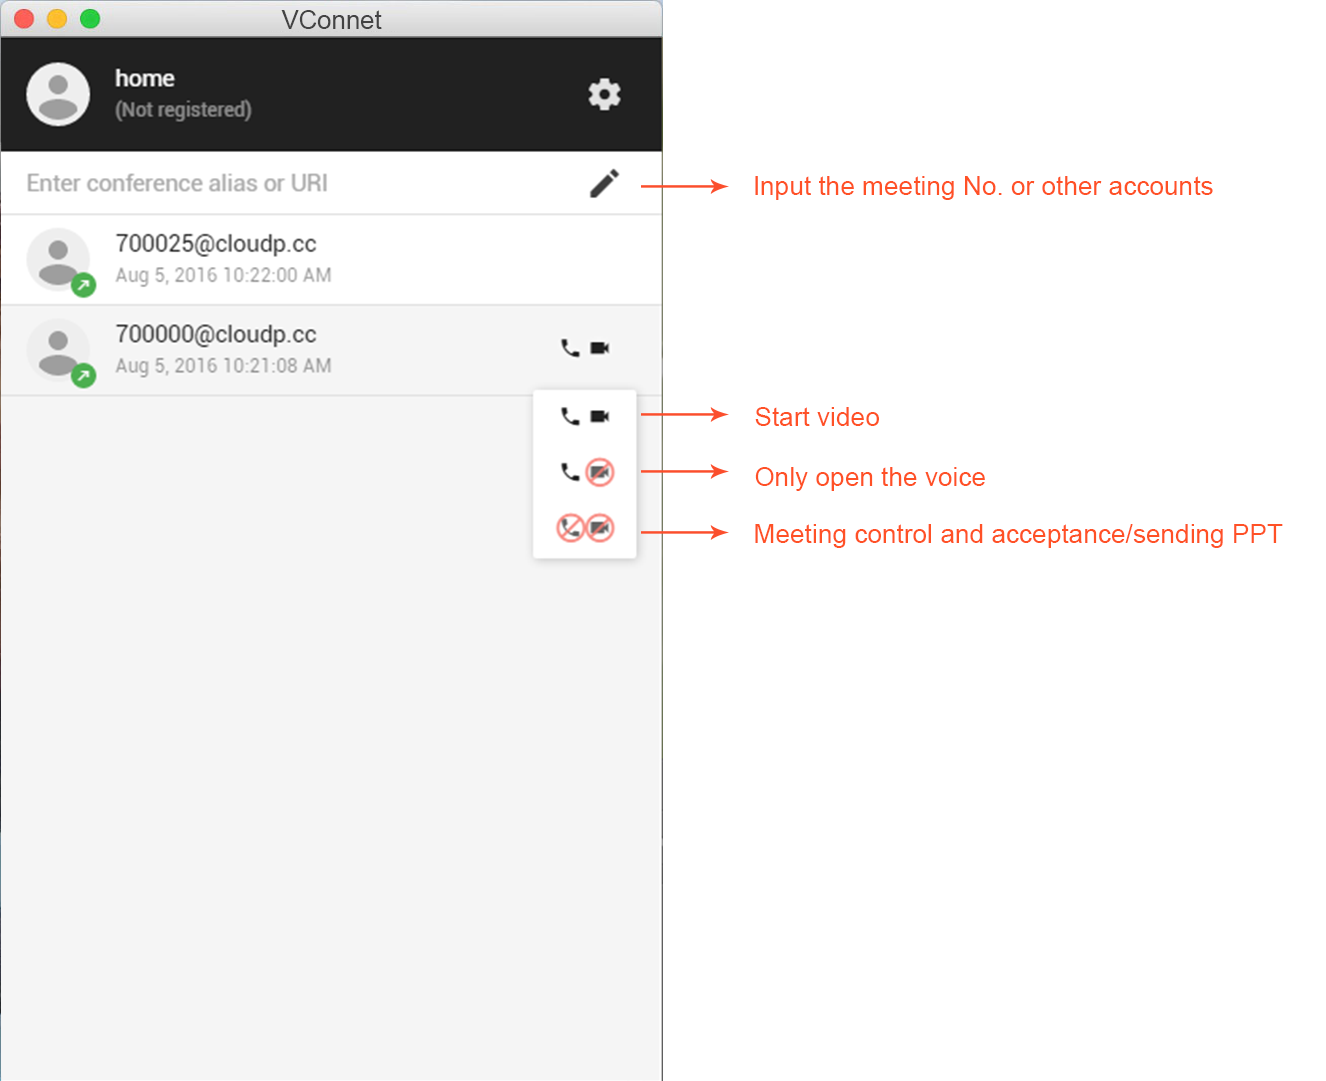 VConnet
home
(Not registered)
Enter conference alias or URI
Input the meeting No. or other accounts
700025@cloudp.cc
Aug 5, 2016 10:22:00 AM
700000@cloudp.cc
Aug 5, 2016 10:21:08 AM
Start video
Only open the voice
Meeting control and acceptance/sending PPT